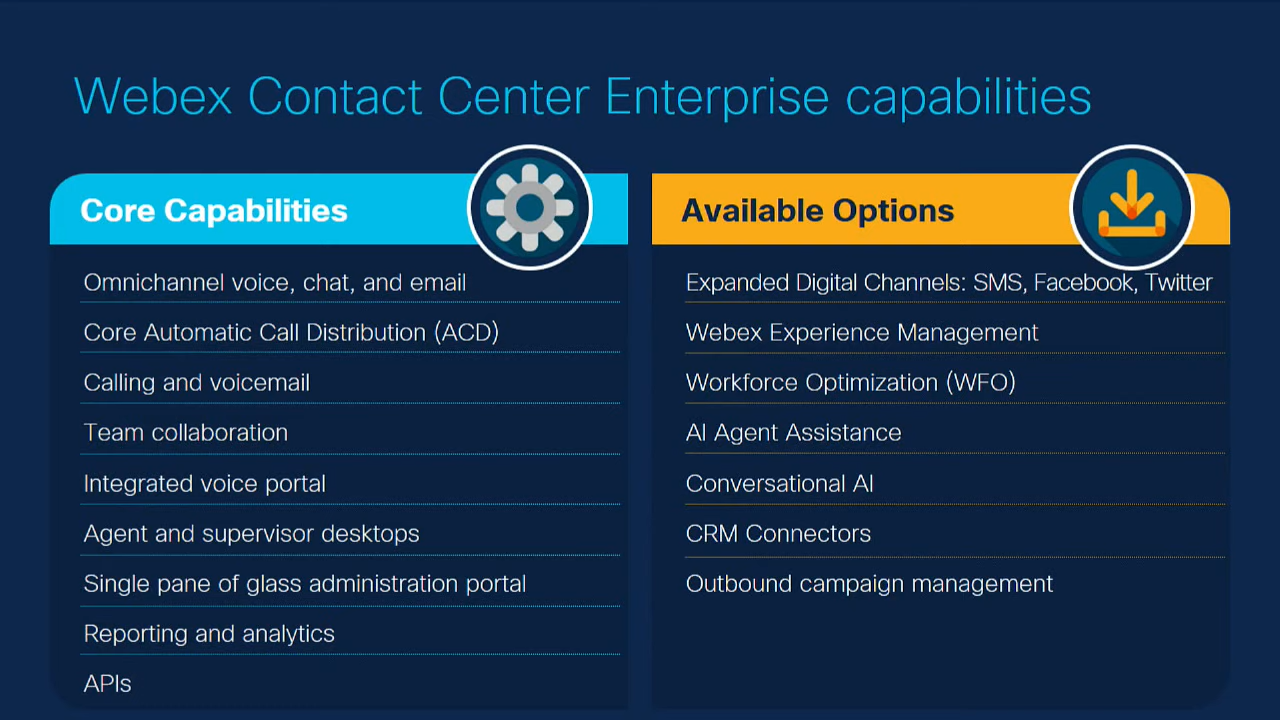 Webex Contact Center Enterprise capabilities
Core Capabilities
Omnichannel voice, chat, and email
Core Automatic Call Distribution (ACD)
Calling and voicemail
Team collaboration
Integrated voice portal
Agent and supervisor desktops
Single pane of glass administration portal
Reporting and analytics
APIs
Available Options
Expanded Digital Channels: SMS, Facebook, Twitter
Webex Experience Management
Workforce Optimization (WFO)
AI Agent Assistance
Conversational AI
CRM Connectors
Outbound campaign management